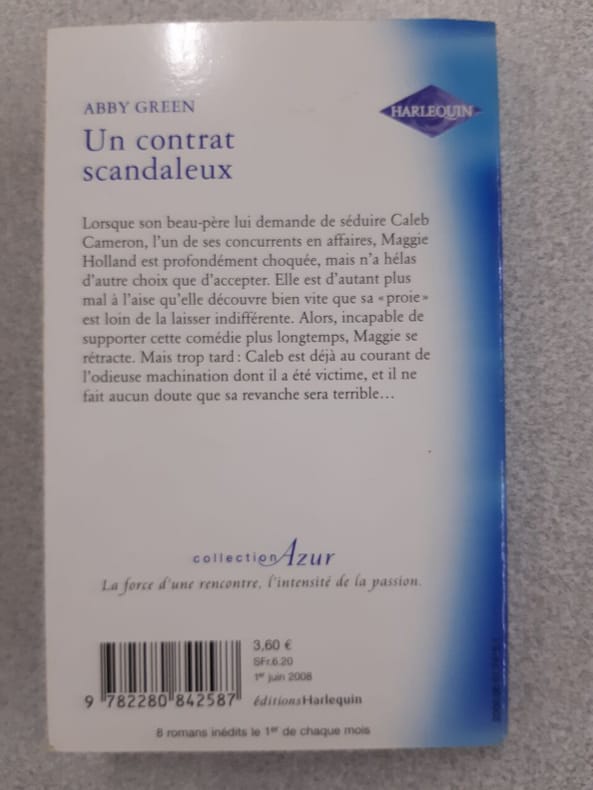 ABBY GREEN
HARLEQUIN
Un contrat
scandaleux
Lorsque son beau-père lui demande de séduire Caleb
Cameron, l'un de ses concurrents en affaires, Maggie
Holland est profondément choquée, mais n'a hélas
d'autre choix que d'accepter. Elle est d'autant plus
mal à l'aise qu'elle découvre bien vite que sa « proie »
est loin de la laisser indifférente. Alors, incapable de
supporter cette comédie plus longtemps, Maggie se
rétracte. Mais trop tard : Caleb est déjà au courant de
l'odieuse machination dont il a été victime, et il ne
fait aucun doute que sa revanche sera terrible…
collection Azur
La force d'une rencontre, l'intensité de la passion.
3,60 €
SFr.6.20
1er juin 2008
9 782280 842587
éditionsHarlequin
8 romans inédits le 1er de chaque mois